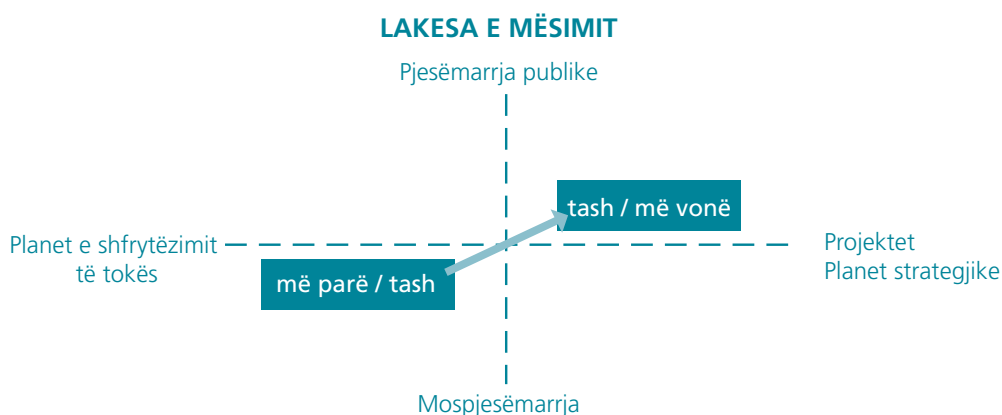 LAKESA E MËSIMIT
Pjesëmarrja publike
tash / më vonë
Planet e shfrytëzimit
të tokës
Projektet
Planet strategjike
më parë / tash
Mospjesëmarrja